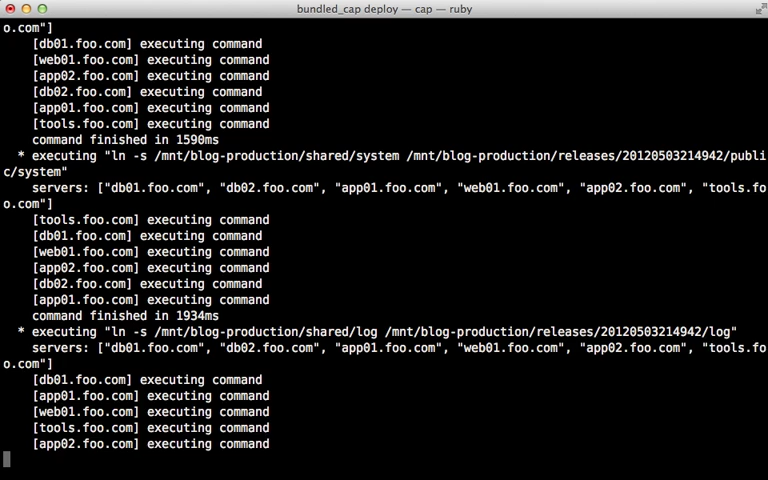 bundled_cap deploy — cap — ruby
o.com"]
[db01.foo.com] executing command
[web01.foo.com] executing command
[app02.foo.com] executing command
[db02.foo.com] executing command
[app01.foo.com] executing command
[tools.foo.com] executing command
command finished in 1590ms
* executing "ln -s /mnt/blog-production/shared/system /mnt/blog-production/releases/20120503214942/publi
c/system"
servers: ["db01.foo.com", "db02.foo.com", "app01.foo.com", "web01.foo.com", "app02.foo.com", "tools.fo
o.com"]
[tools.foo.com] executing command
[db01.foo.com] executing command
[web01.foo.com] executing command
[app02.foo.com] executing command
[db02.foo.com] executing command
[app01.foo.com] executing command
command finished in 1934ms
* executing "ln -s /mnt/blog-production/shared/log /mnt/blog-production/releases/20120503214942/log"
servers: ["db01.foo.com", "db02.foo.com", "app01.foo.com", "web01.foo.com", "app02.foo.com", "tools.fo
o.com"]
[db01.foo.com] executing command
[app01.foo.com] executing command
[web01.foo.com] executing command
[tools.foo.com] executing command
[app02.foo.com] executing command